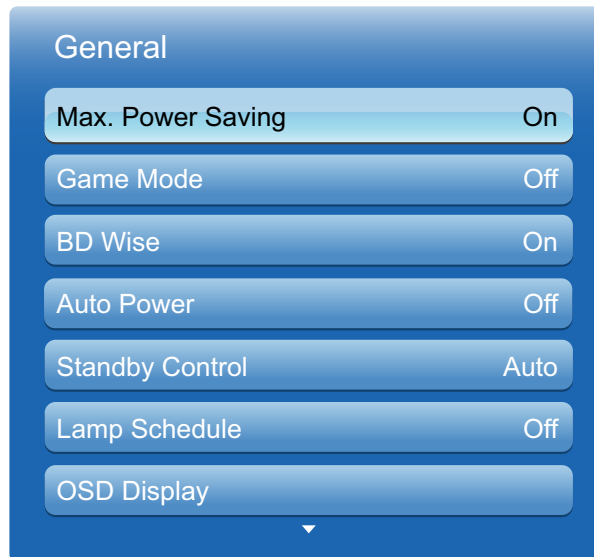 General
Max. Power Saving On
Game Mode Off
BD Wise On
Auto Power Off
Standby Control Auto
Lamp Schedule Off
OSD Display